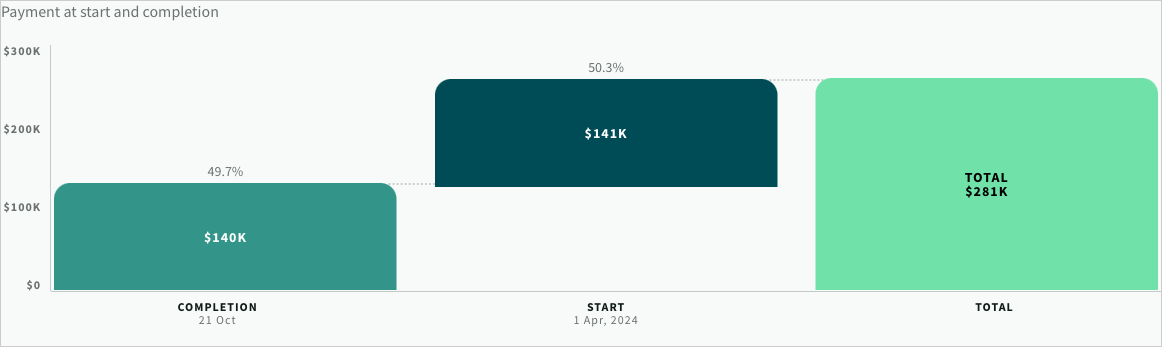 Payment at start and completion
$300K
$200K
$100K
$0
49.7%
$140K
50.3%
$141K
TOTAL
$281K
COMPLETION
21 Oct
START
1 Apr, 2024
TOTAL